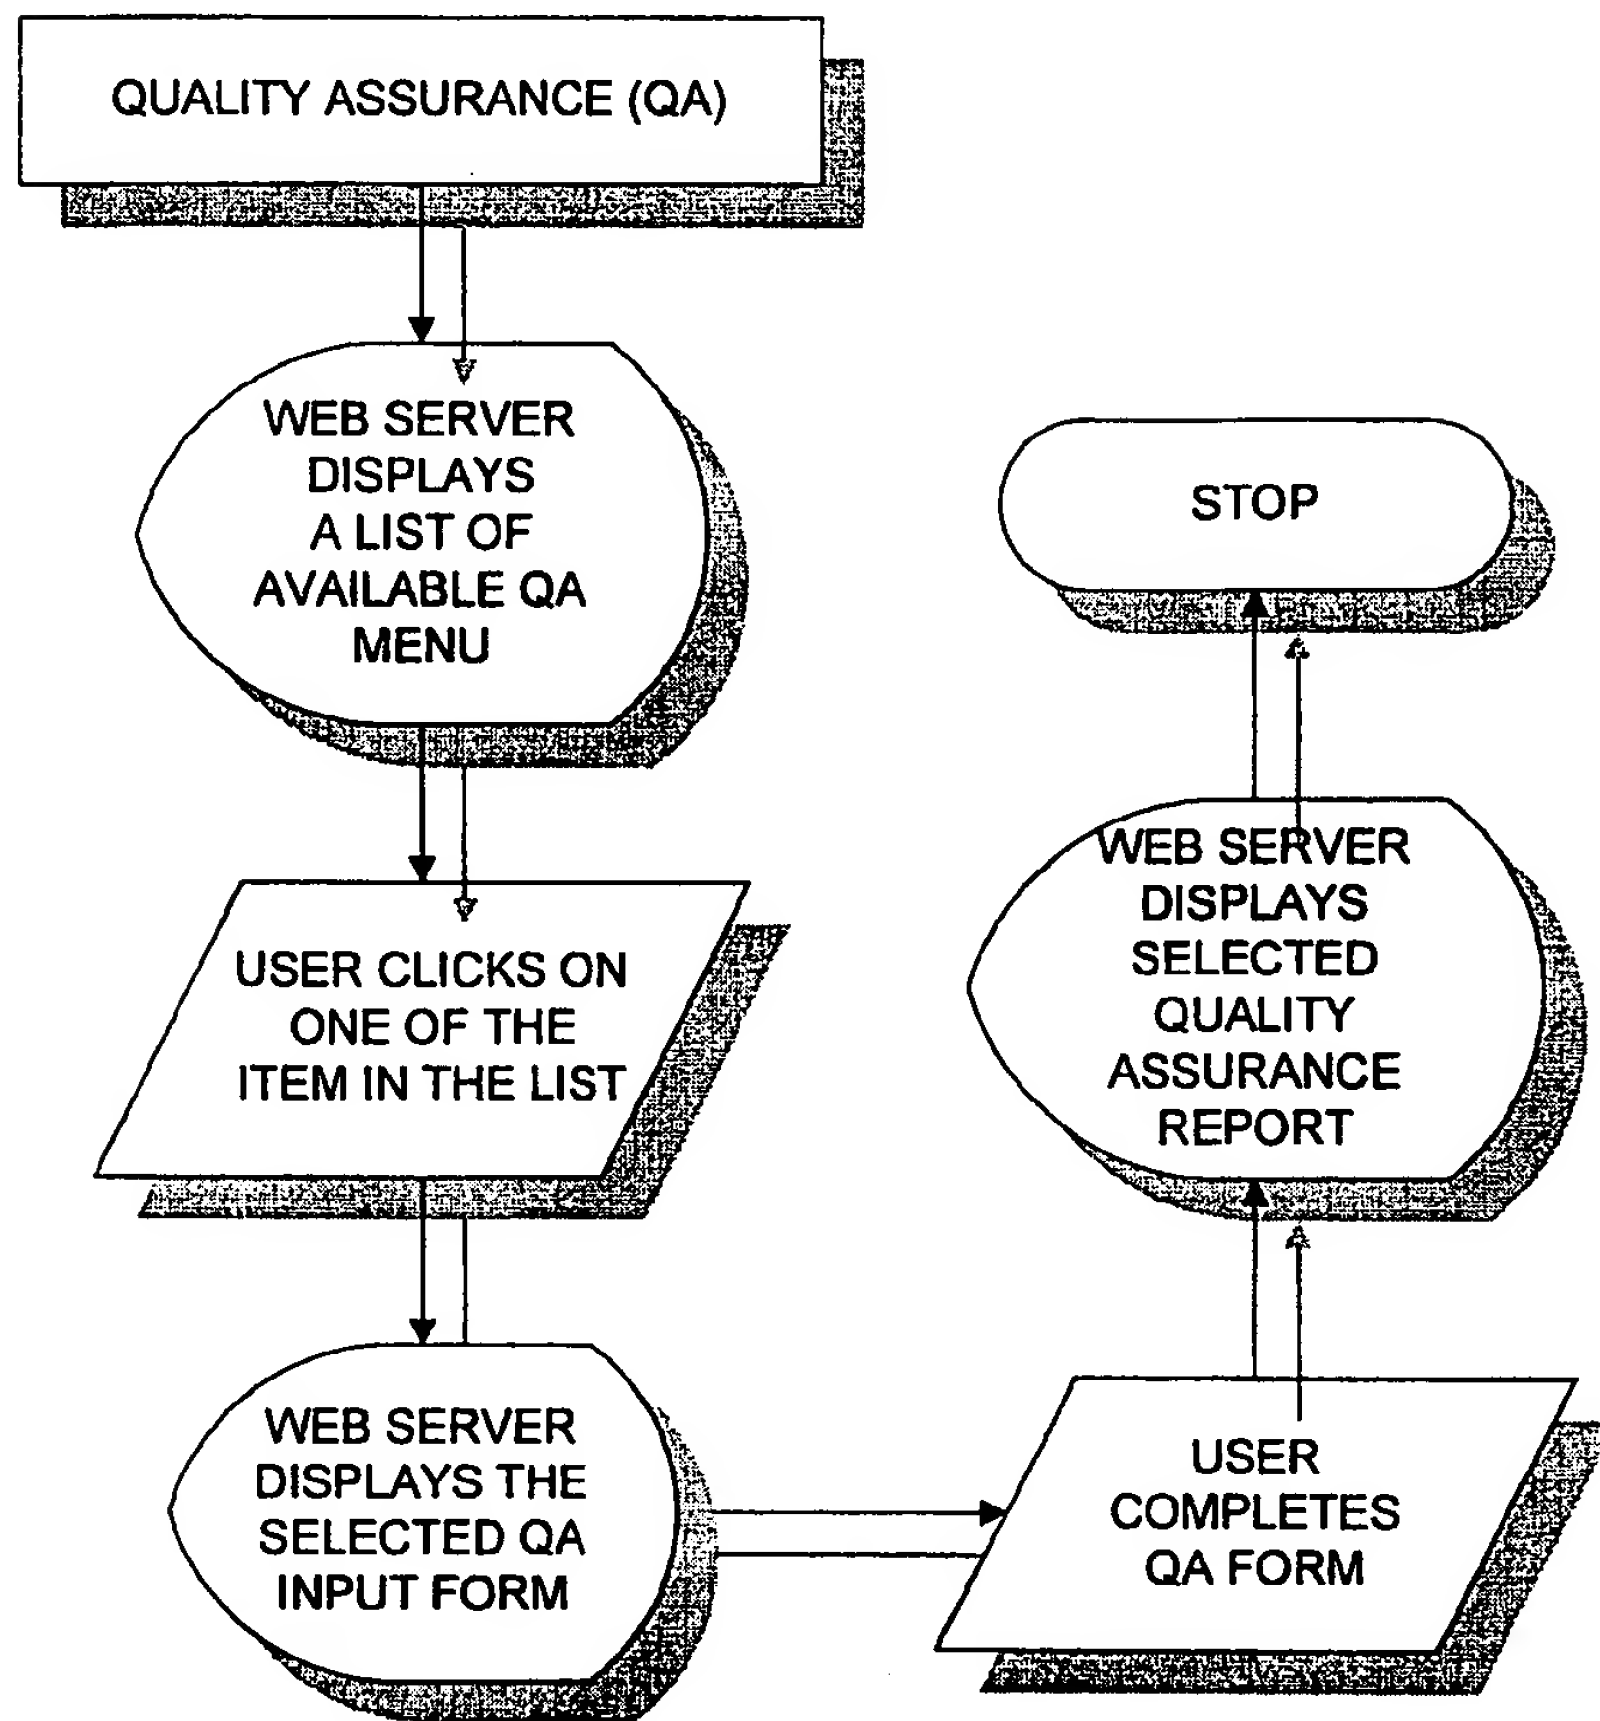 QUALITY ASSURANCE (QA)
WEB SERVER
DISPLAYS
A LIST OF
AVAILABLE QA
MENU
USER CLICKS ON
ONE OF THE
ITEM IN THE LIST
WEB SERVER
DISPLAYS THE
SELECTED QA
INPUT FORM
USER
COMPLETES
QA FORM
WEB SERVER
DISPLAYS
SELECTED
QUALITY
ASSURANCE
REPORT
STOP